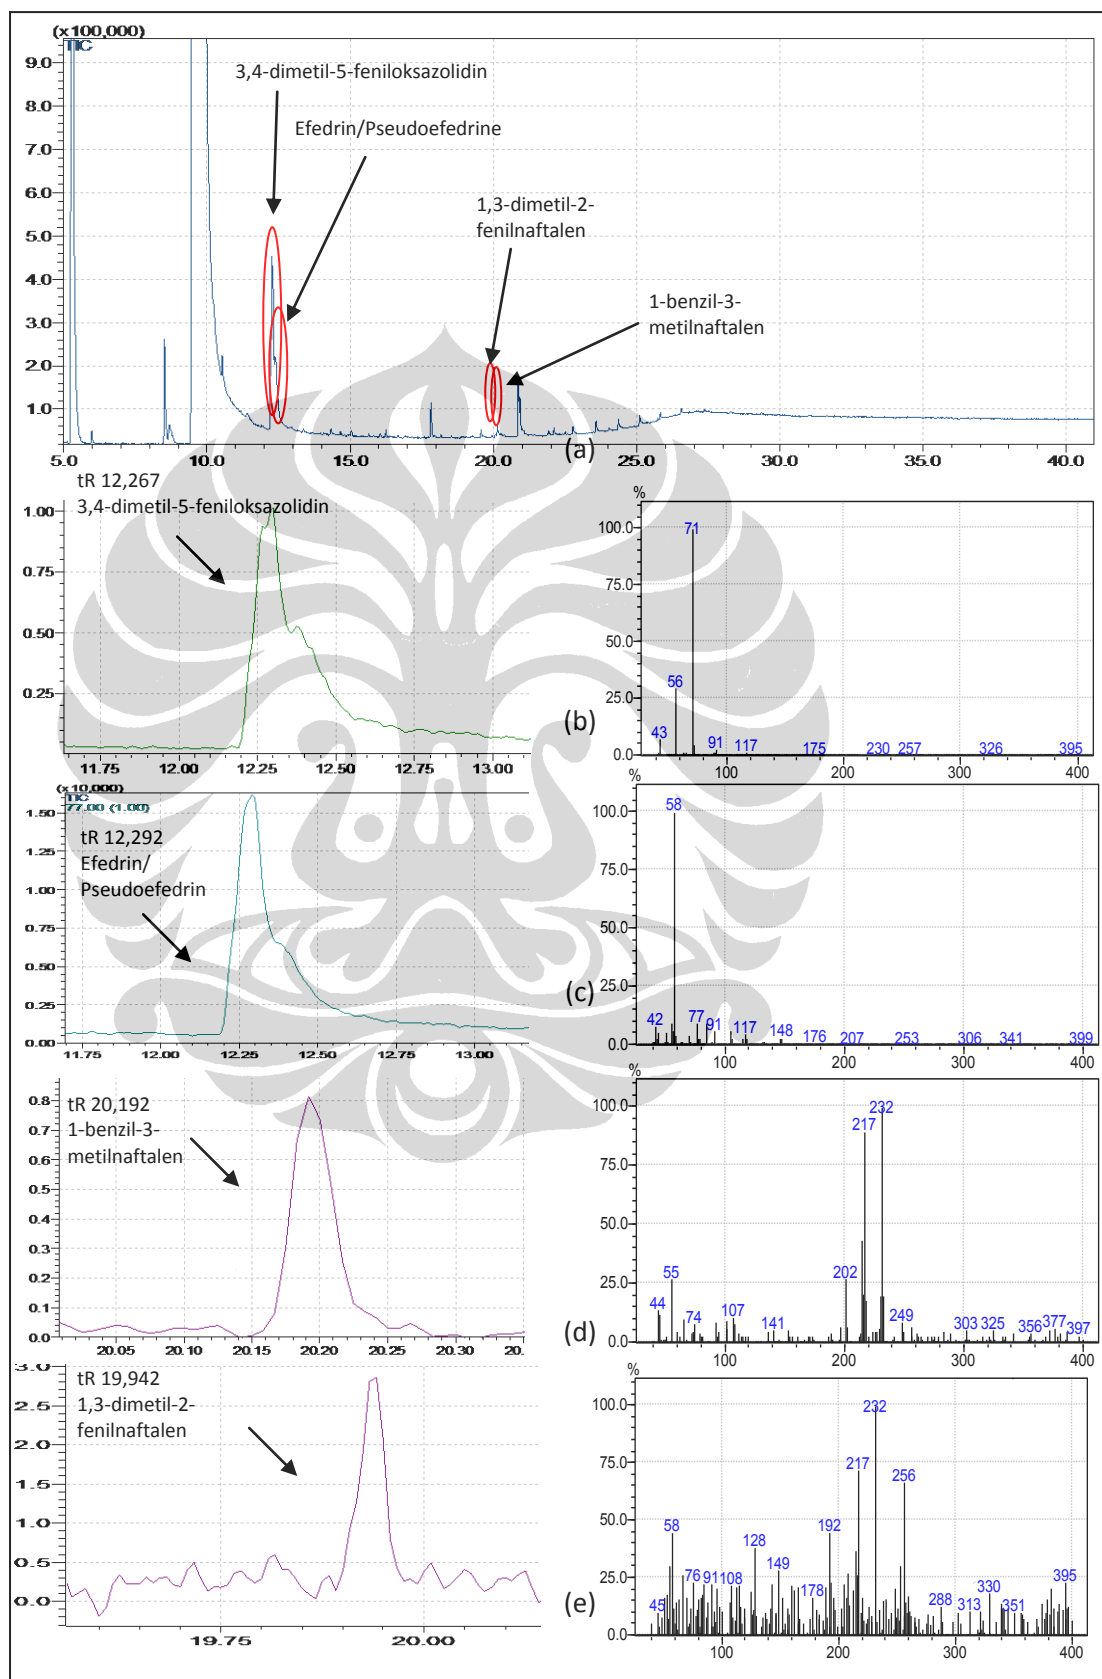 (x100,000)
TIC
9.0
8.0
7.0
6.0
5.0
4.0
3.0
2.0
1.0
3,4-dimetil-5-feniloksazolidin
Efedrin/Pseudoefedrine
1,3-dimetil-2-
fenilnaftalen
1-benzil-3-
metilnaftalen
5.0 10.0 15.0 20.0 25.0 30.0 35.0 40.0
(a)
tR 12,267
3,4-dimetil-5-feniloksazolidin
1.00
0.75
0.50
0.25
11.75 12.00 12.25 12.50 12.75 13.00
(b)
%
100.0
75.0
50.0
25.0
0.0
43 56 71 91 117 175 230 257 326 395
100 200 300 400
(x10,000)
TIC
77.00 (1.00)
1.50
1.25
1.00
0.75
0.50
0.25
0.00
tR 12,292
Efedrin/
Pseudoefedrin
11.75 12.00 12.25 12.50 12.75 13.00
(c)
%
100.0
75.0
50.0
25.0
0.0
42 58 77 91 117 148 176 207 253 306 341 399
100 200 300 400
tR 20,192
1-benzil-3-
metilnaftalen
0.8
0.7
0.6
0.5
0.4
0.3
0.2
0.1
0.0
20.05 20.10 20.15 20.20 20.25 20.30 20.
(d)
%
100.0
75.0
50.0
25.0
0.0
44 55 74 107 141 202 217 232 249 303 325 356 377 397
100 200 300 400
tR 19,942
1,3-dimetil-2-
fenilnaftalen
3.0
2.5
2.0
1.5
1.0
0.5
0.0
19.75 20.00
(e)
%
100.0
75.0
50.0
25.0
0.0
45 58 76 91 108 128 149 178 192 217 232 256 288 313 330 351 395
100 200 300 400